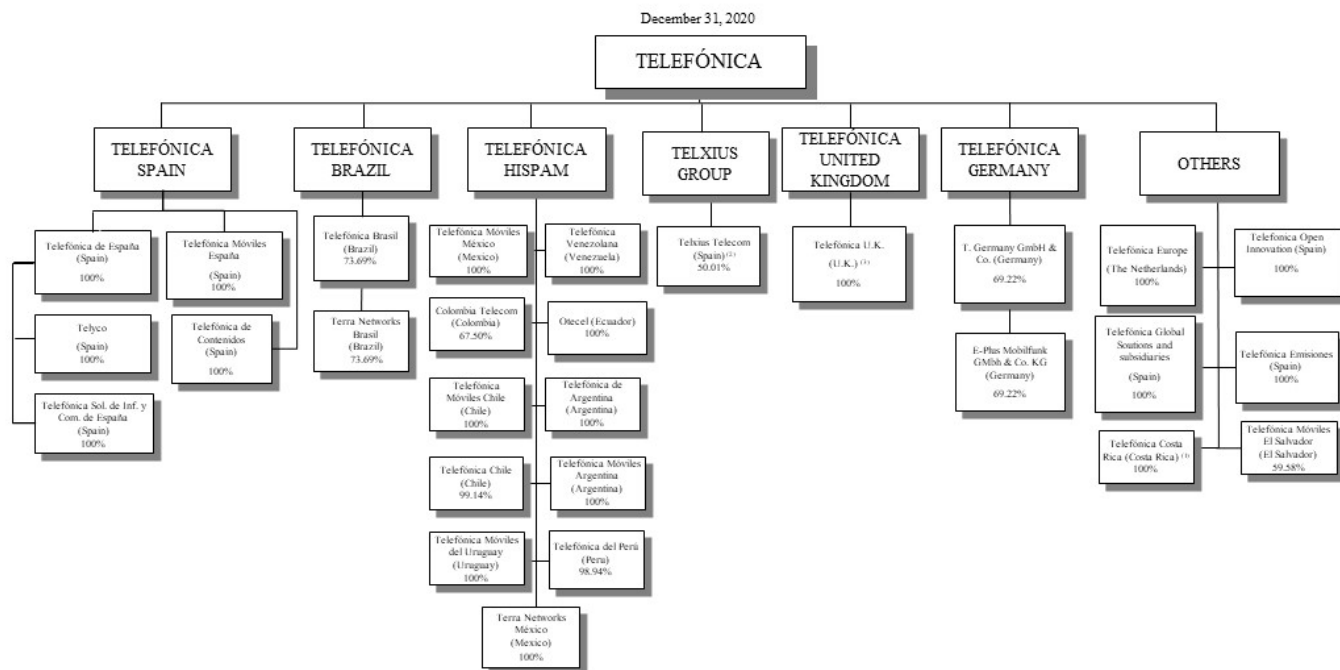 December 31, 2020
TELEFÓNICA
TELEFÓNICA
SPAIN
TELEFÓNICA
BRAZIL
TELEFÓNICA
HISPAM
TELXIUS
GROUP
TELEFÓNICA
UNITED
KINGDOM
TELEFÓNICA
GERMANY
OTHERS
Telefónica de España
(Spain)
100%
Telefónica Móviles
España
(Spain)
100%
Telyco
(Spain)
100%
Telefónica de
Contenidos
(Spain)
100%
Telefónica Sol. de Inf. y
Com. de España
(Spain)
100%
Telefónica Brasil
(Brazil)
73.69%
Terra Networks
Brasil
(Brazil)
73.69%
Telefónica Móviles
México
(Mexico)
100%
Telefónica
Venezolana
(Venezuela)
100%
Colombia Telecom
(Colombia)
67.50%
Otecel (Ecuador)
100%
Telefónica
Móviles Chile
(Chile)
100%
Telefónica de
Argentina
(Argentina)
100%
Telefónica Chile
(Chile)
99.14%
Telefónica Móviles
Argentina
(Argentina)
100%
Telefónica Móviles
del Uruguay
(Uruguay)
100%
Telefónica del Perú
(Peru)
98.94%
Terra Networks
México
(Mexico)
100%
Telxius Telecom
(Spain) (2)
50.01%
Telefónica U.K.
(U.K.) (3)
100%
T. Germany GmbH &
Co. (Germany)
69.22%
E-Plus Mobilfunk
GMbh & Co. KG
(Germany)
69.22%
Telefónica Europe
(The Netherlands)
100%
Telefónica Open
Innovation (Spain)
100%
Telefónica Global
Soutions and
subsidiaries
(Spain)
100%
Telefónica Emisiones
(Spain)
100%
Telefónica Costa
Rica (Costa Rica) (1)
100%
Telefónica Móviles
El Salvador
(El Salvador)
59.58%